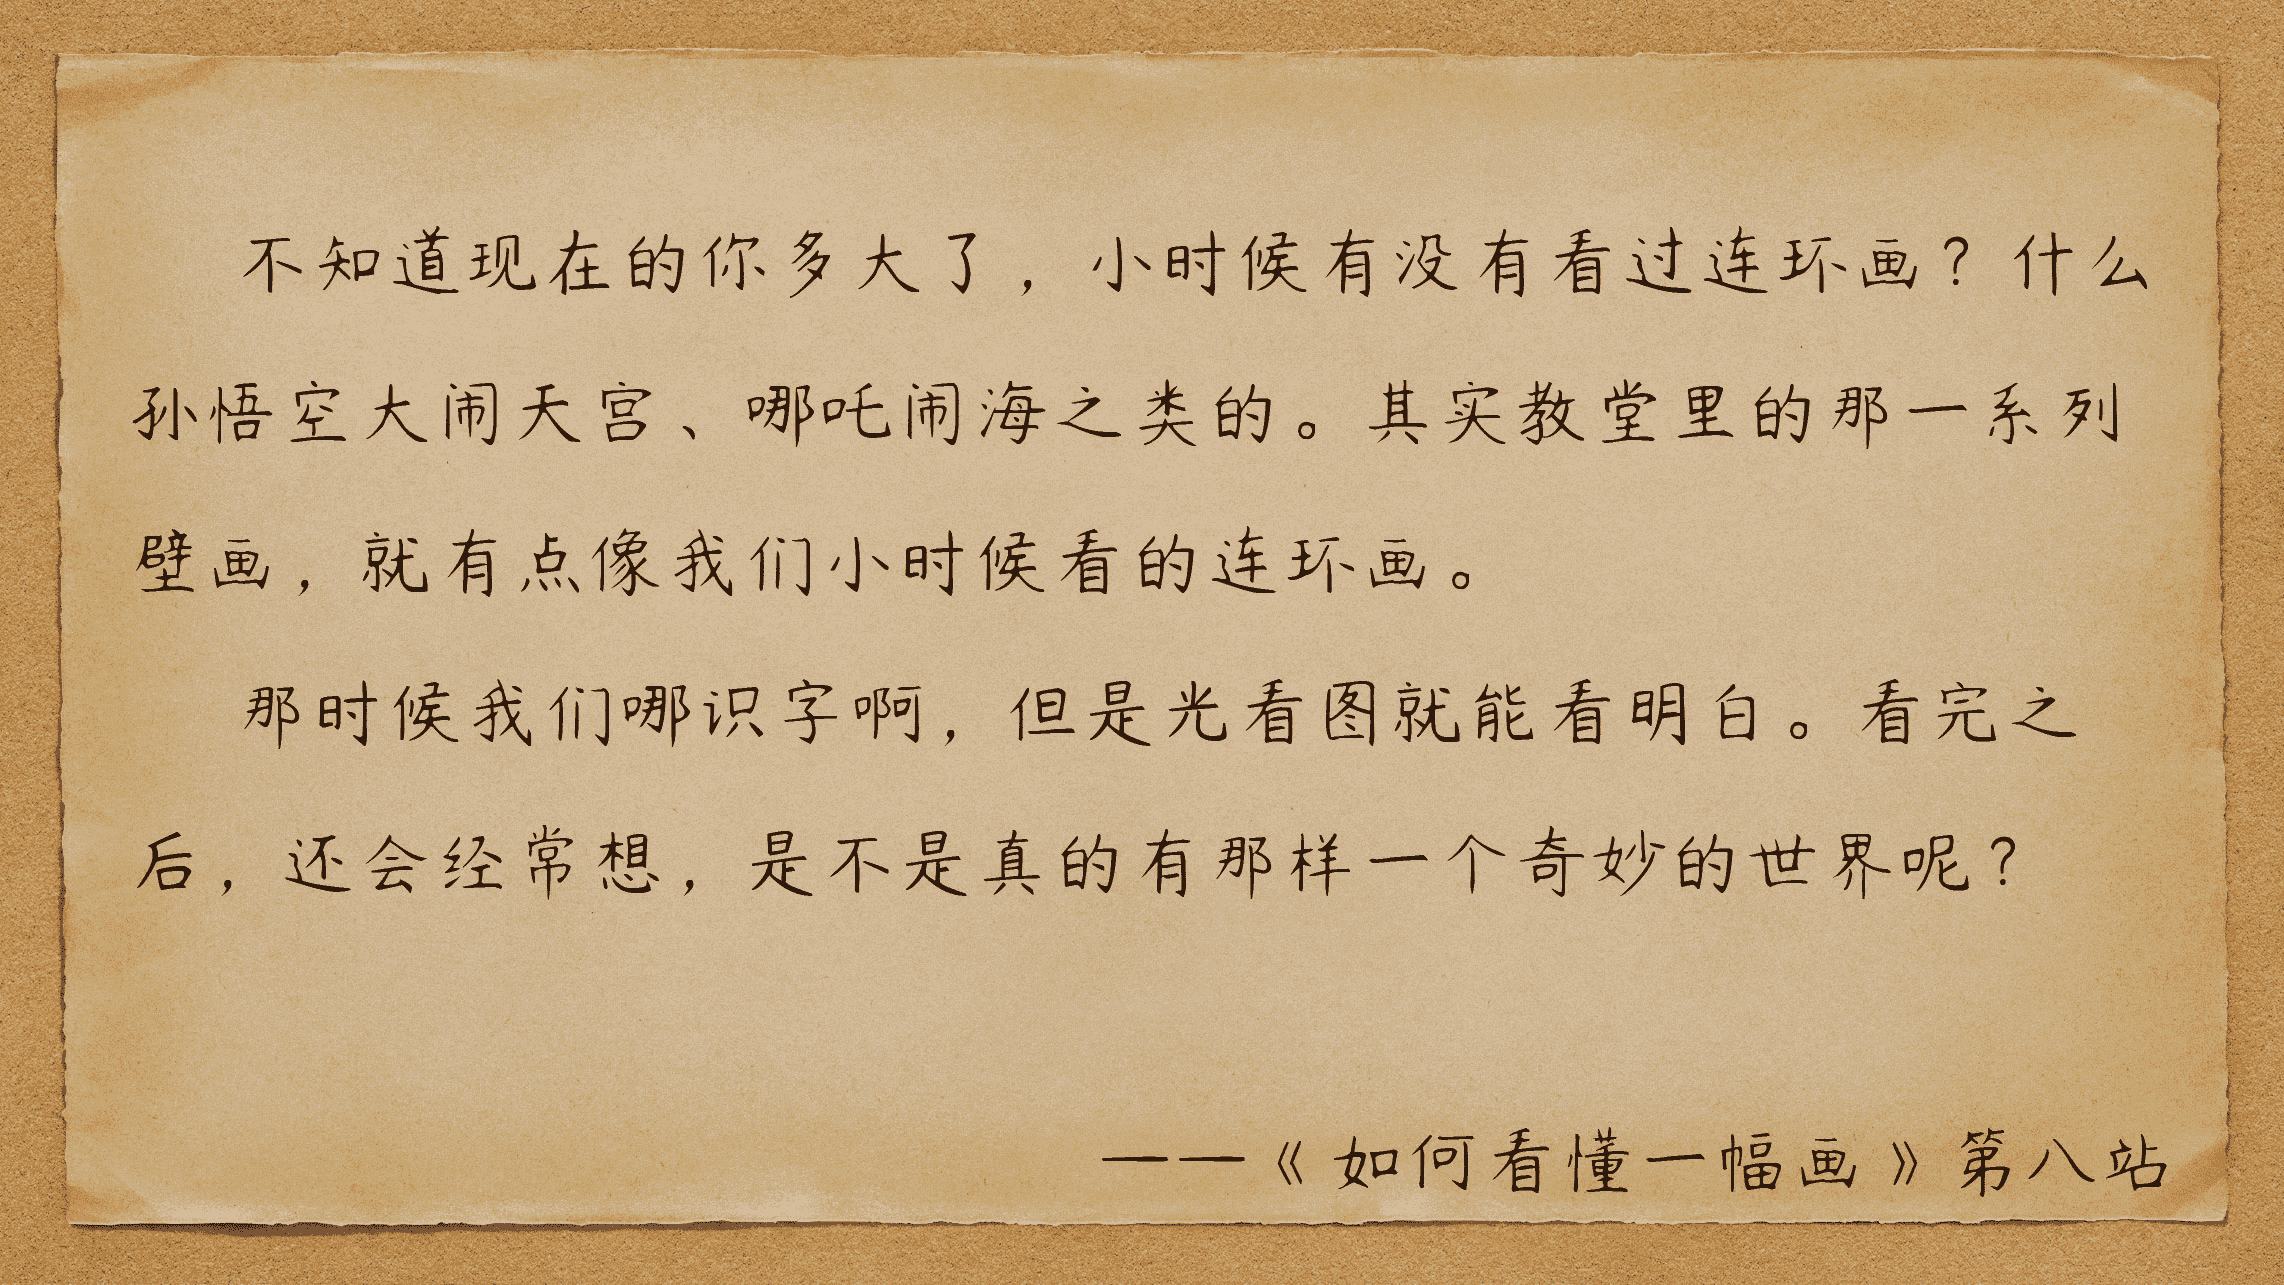 不知道现在的你多大了，小时候有没有看过连环画？什么
孙悟空大闹天宫、哪吒闹海之类的。其实教堂里的那一系列
壁画，就有点像我们小时候看的连环画。
那时候我们哪识字啊，但是光看图就能看明白。看完之
后，还会经常想，是不是真的有那样一个奇妙的世界呢？
——《如何看懂一幅画》第八站